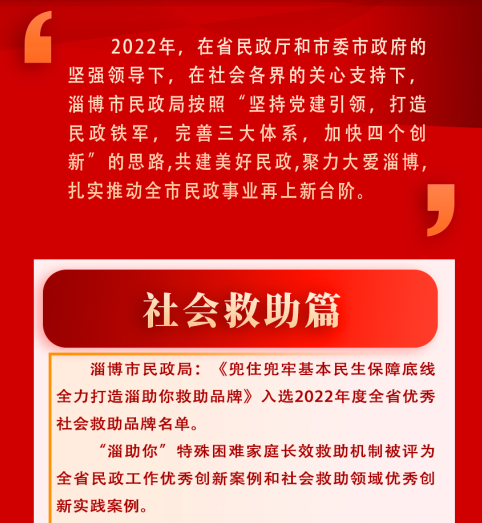 2022年，在省民政厅和市委市政府的
坚强领导下，在社会各界的关心支持下，
淄博市民政局按照“坚持党建引领，打造
民政铁军，完善三大体系，加快四个创
新”的思路,共建美好民政,聚力大爱淄博，
扎实推动全市民政事业再上新台阶。
社会救助篇
淄博市民政局：《兜住兜牢基本民生保障底线
全力打造淄助你救助品牌》入选2022年度全省优秀
社会救助品牌名单。
“淄助你”特殊困难家庭长效救助机制被评为
全省民政工作优秀创新案例和社会救助领域优秀创
新实践案例。